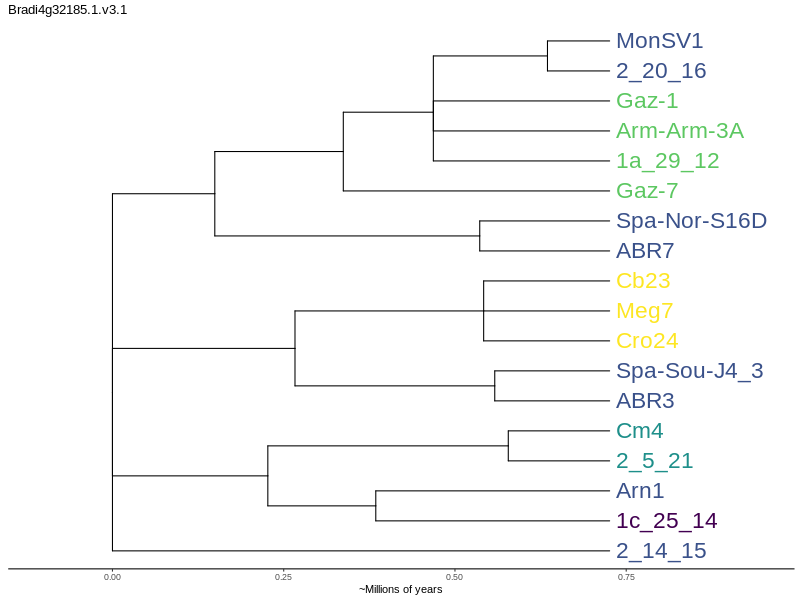 Bradi4g32185.1.v3.1
MonSV1
2_20_16
Gaz-1
Arm-Arm-3A
1a_29_12
Gaz-7
Spa-Nor-S16D
ABR7
Cb23
Meg7
Cro24
Spa-Sou-J4_3
ABR3
Cm4
2_5_21
Arn1
1c_25_14
2_14_15
0.00 0.25 0.50 0.75
~Millions of years